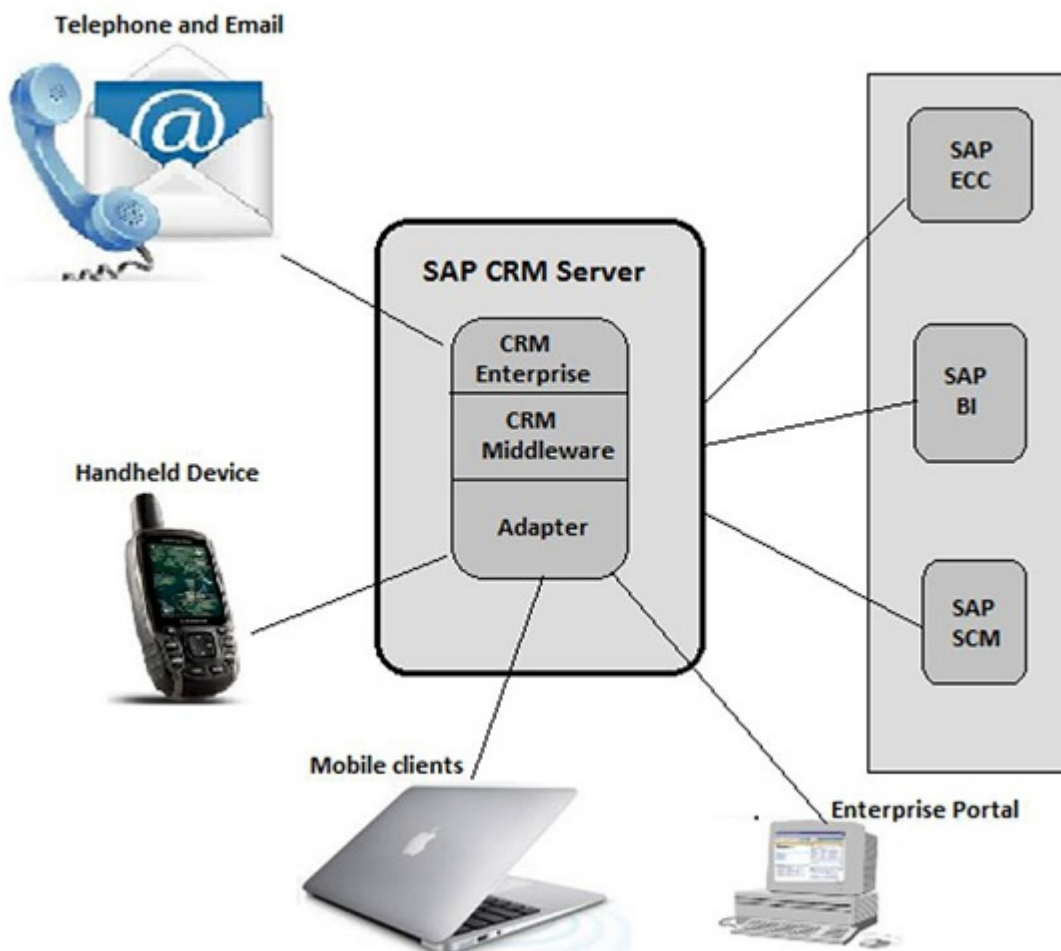 Telephone and Email
@
SAP
ECC
SAP CRM Server
CRM
Enterprise
CRM
Middleware
Adapter
SAP
BI
Handheld Device
SAP
SCM
Mobile clients
Enterprise Portal